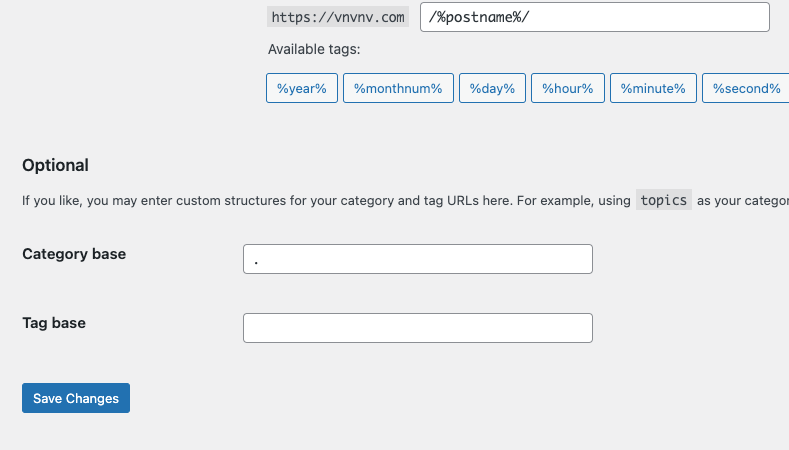 https://vnvnv.com /%postname%/
Available tags:
%year% %monthnum% %day% %hour% %minute% %second%
Optional
If you like, you may enter custom structures for your category and tag URLs here. For example, using topics as your categor
Category base .
Tag base
Save Changes